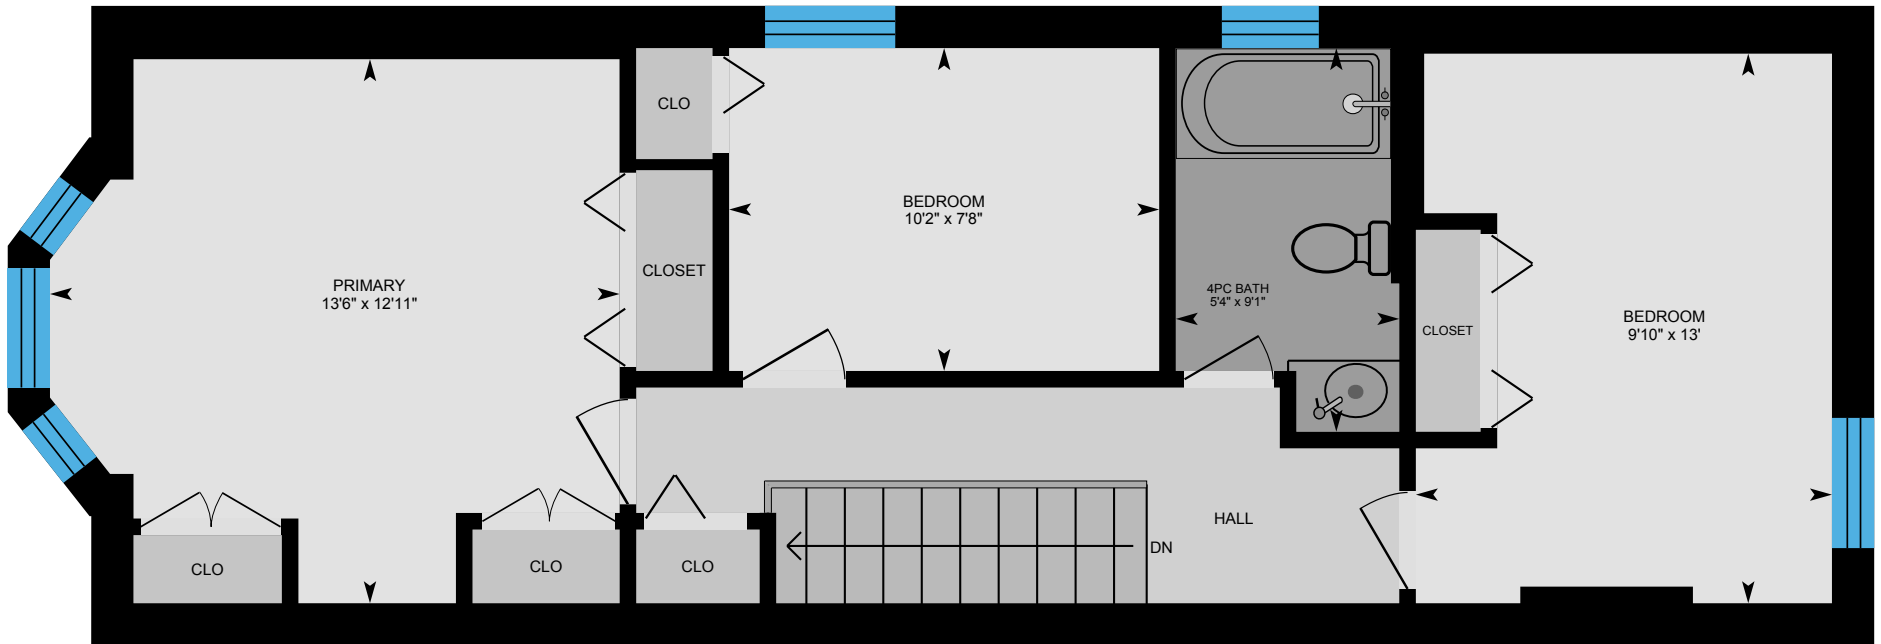 CLO
BEDROOM
10'2" x 7'8"
CLOSET
PRIMARY
13'6" x 12'11"
4PC BATH
5'4" x 9'1"
CLOSET
BEDROOM
9'10" x 13'
HALL
DN
CLO
CLO
CLO